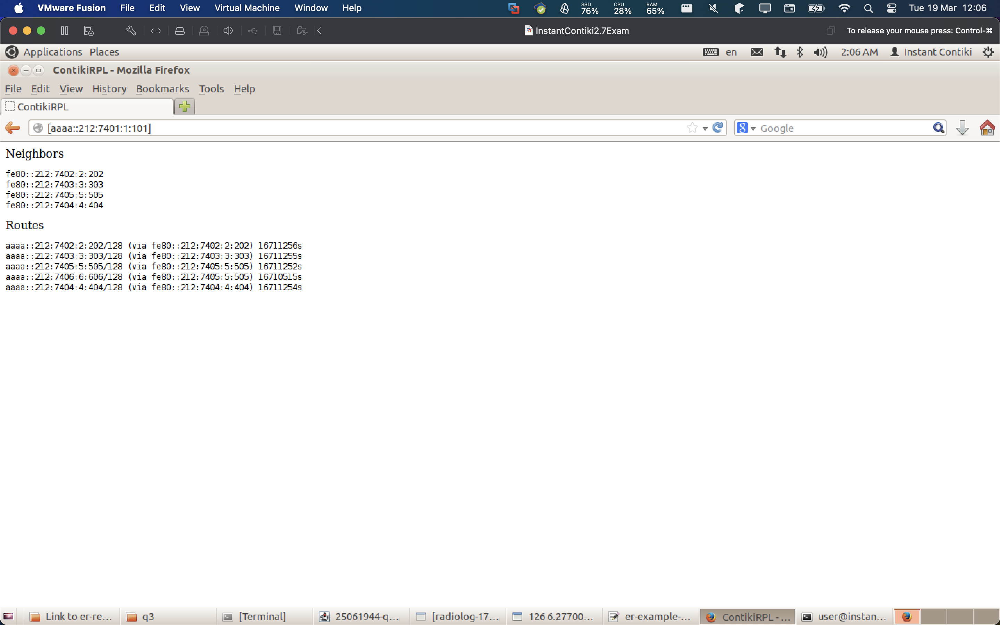 VMware Fusion File Edit View Virtual Machine Window Help SSD 76% CPU 28% RAM 65% Tue 19 Mar 12:06
InstantContiki2.7Exam To release your mouse press: Control-⌘
Applications Places en 2:06 AM Instant Contiki
ContikiRPL - Mozilla Firefox
File Edit View History Bookmarks Tools Help
ContikiRPL
[aaaa::212:7401:1:101] Google
Neighbors
fe80::212:7402:2:202
fe80::212:7403:3:303
fe80::212:7405:5:505
fe80::212:7404:4:404
Routes
aaaa::212:7402:2:202/128 (via fe80::212:7402:2:202) 16711256s
aaaa::212:7403:3:303/128 (via fe80::212:7403:3:303) 16711255s
aaaa::212:7405:5:505/128 (via fe80::212:7405:5:505) 16711252s
aaaa::212:7406:6:606/128 (via fe80::212:7405:5:505) 16710515s
aaaa::212:7404:4:404/128 (via fe80::212:7404:4:404) 16711254s
Link to er-re... q3 [Terminal] 25061944-q... [radiolog-17... 126 6.27700... er-example-... ContikiRPL - ... user@instan...